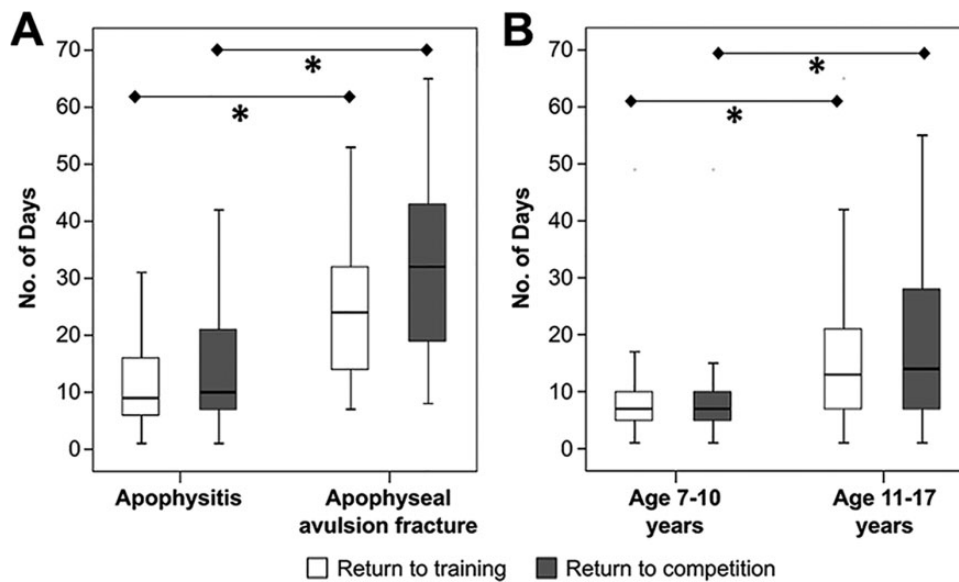 A
B
70
60
50
40
30
20
10
0
No. of Days
*
*
Apophysitis
Apophyseal
avulsion fracture
70
60
50
40
30
20
10
0
No. of Days
*
*
Age 7-10
years
Age 11-17
years
Return to training
Return to competition